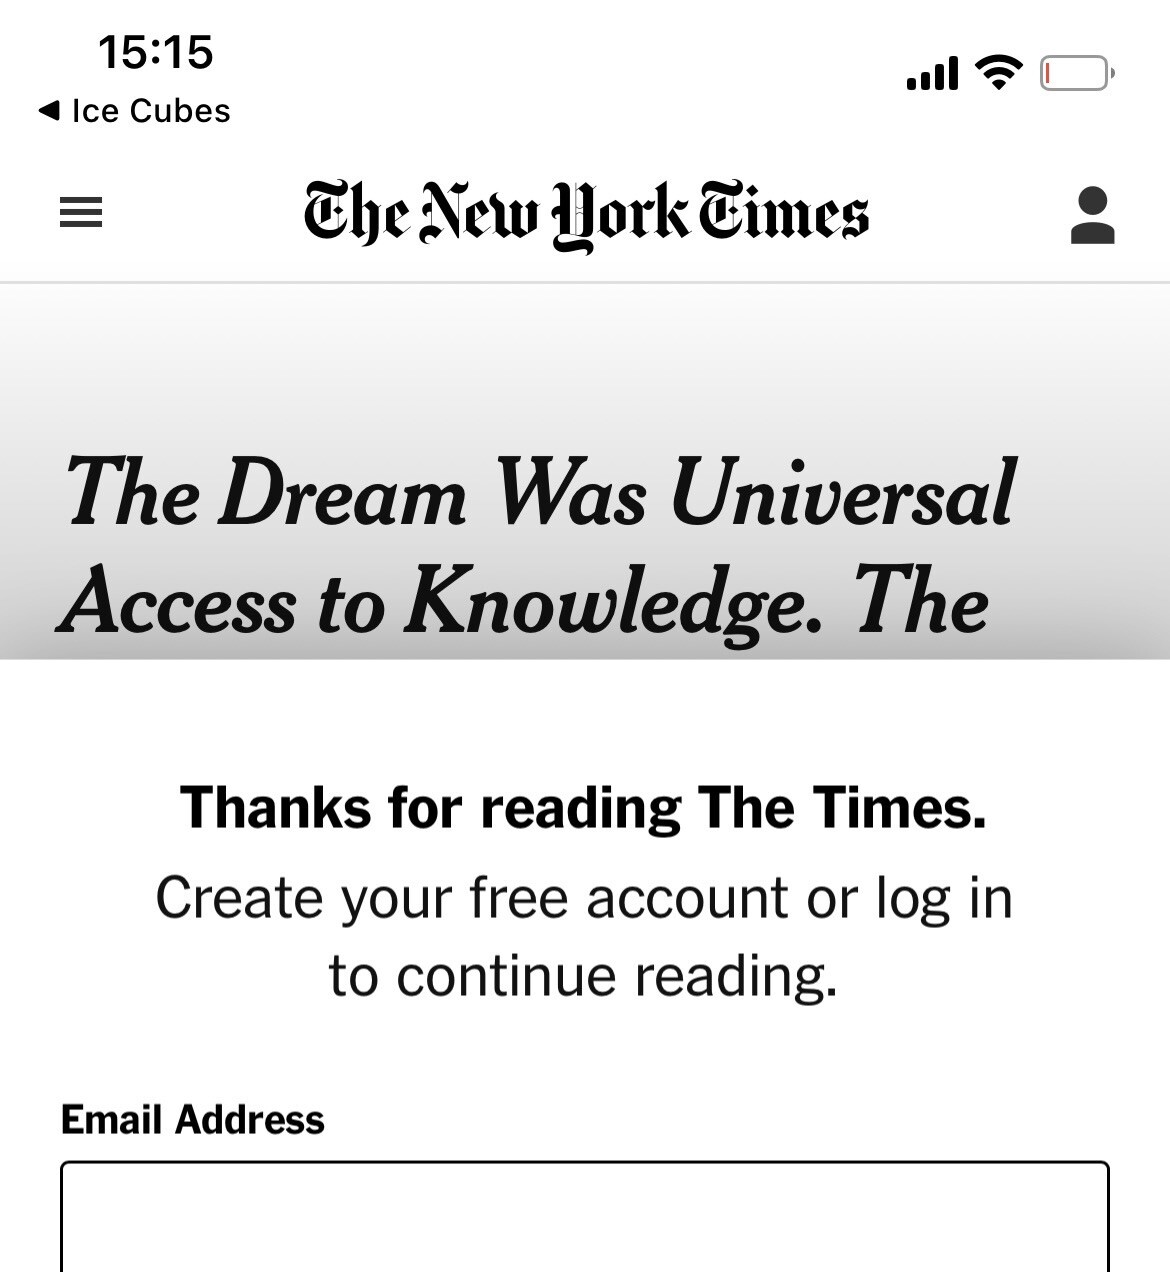 15:15
◀ Ice Cubes
The New York Times
The Dream Was Universal
Access to Knowledge. The
Thanks for reading The Times.
Create your free account or log in
to continue reading.
Email Address